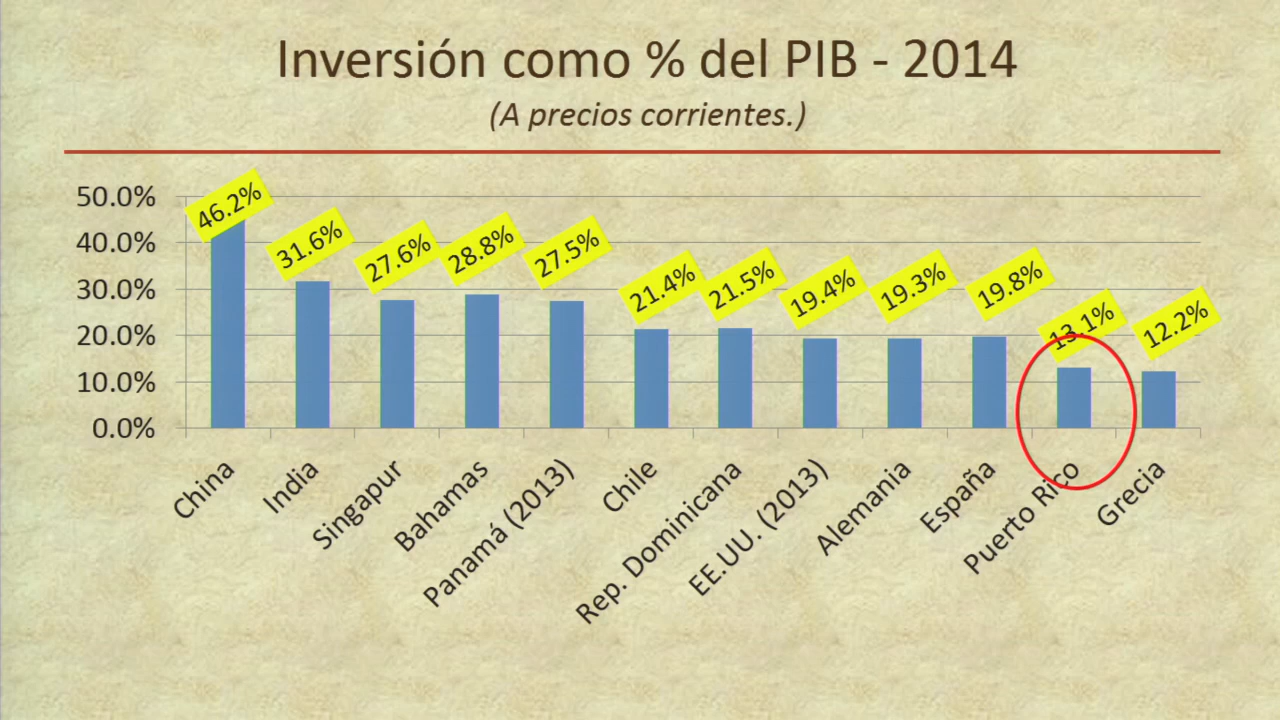 Inversión como % del PIB - 2014
(A precios corrientes.)
50.0%
40.0%
30.0%
20.0%
10.0%
0.0%
46.2%
31.6%
27.6%
28.8%
27.5%
21.4%
21.5%
19.4%
19.3%
19.8%
13.1%
12.2%
China
India
Singapur
Bahamas
Panamá (2013)
Chile
Rep. Dominicana
EE.UU. (2013)
Alemania
España
Puerto Rico
Grecia